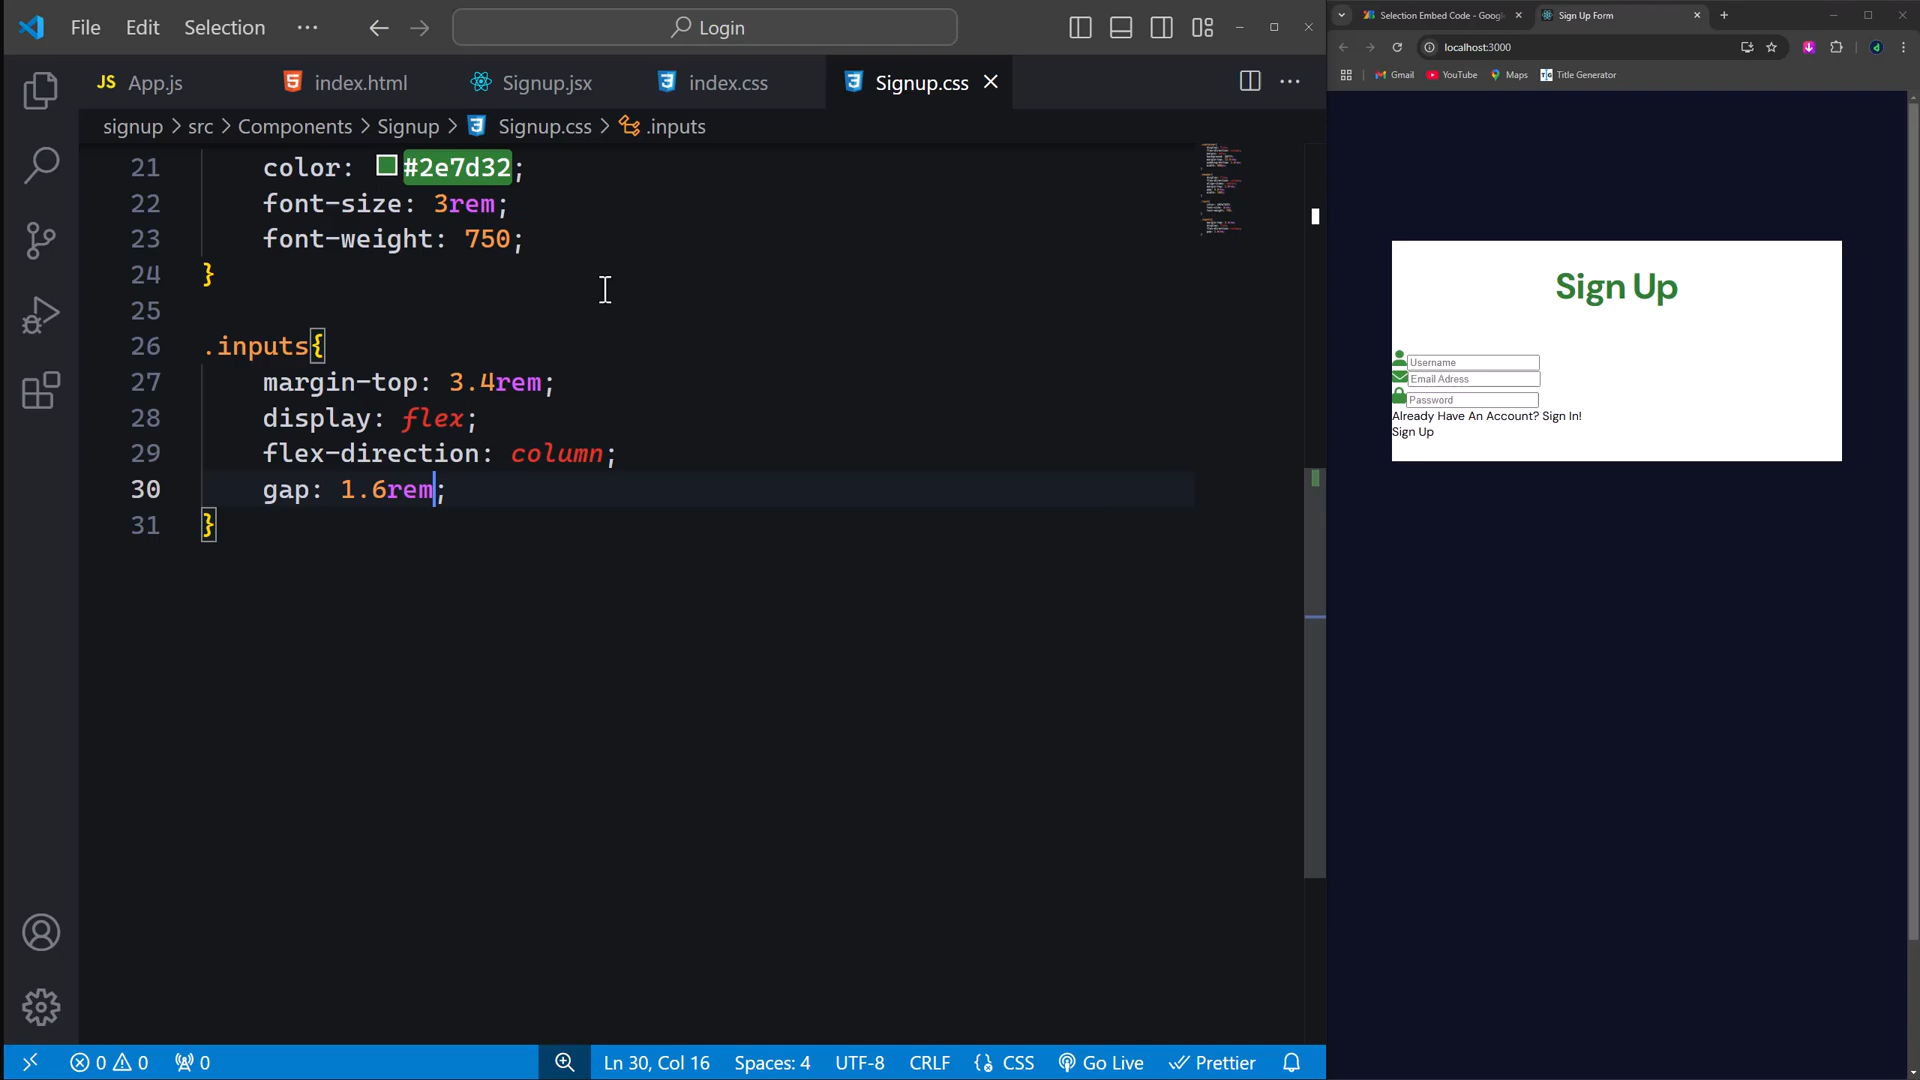 File Edit Selection ··· Login
JS App.js index.html Signup.jsx index.css Signup.css
signup > src > Components > Signup > Signup.css > .inputs
21 color: #2e7d32;
22 font-size: 3rem;
23 font-weight: 750;
24 }
25
26 .inputs{
27 margin-top: 3.4rem;
28 display: flex;
29 flex-direction: column;
30 gap: 1.6rem;
31 }
0 0 0 Ln 30, Col 16 Spaces: 4 UTF-8 CRLF {} CSS Go Live Prettier
Selection Embed Code - Googl Sign Up Form
localhost:3000
Gmail YouTube Maps Title Generator
Sign Up
Username
Email Adress
Password
Already Have An Account? Sign In!
Sign Up